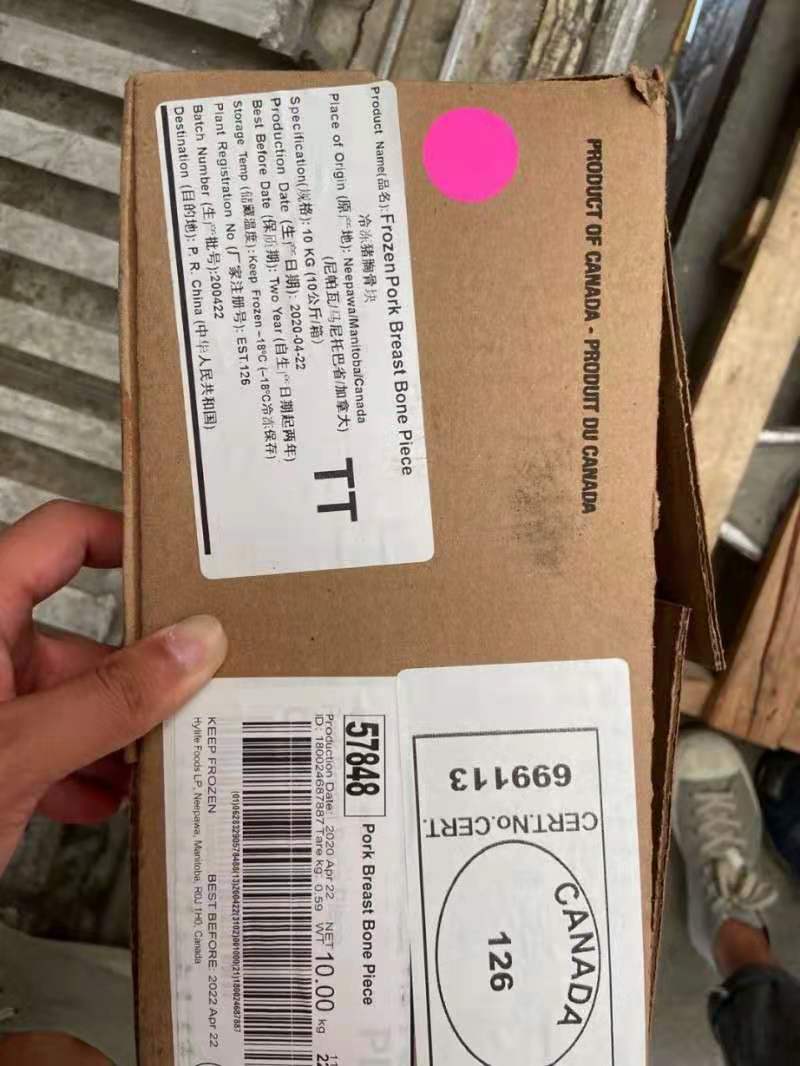 PRODUCT OF CANADA - PRODUIT DU CANADA
Product Name(品名): Frozen Pork Breast Bone Piece
冷冻猪胸骨块
Place of Origin (原产地): Neepawa/Manitoba/Canada
(尼帕瓦/马尼托巴省/加拿大)
Specification(规格): 10 KG (10公斤/箱)
Production Date (生产日期): 2020-04-22
Best Before Date (保质期): Two Year (自生产日期起两年)
Storage Temp (储藏温度): Keep Frozen -18℃ (-18℃冷冻保存)
Plant Registration No (厂家注册号): EST.126
Batch Number (生产批号):200422
Destination (目的地): P. R. China (中华人民共和国)
TT
699113
CERT.No.CERT.
CANADA
126
57848 Pork Breast Bone Piece
Production Date: 2020 Apr 22
ID: 180024687887 Tare kg: 0.59
NET WT 10.00 kg
KEEP FROZEN BEST BEFORE: 2022 Apr 22
Hylife Foods LP, Neepawa, Manitoba, R0J 1H0, Canada